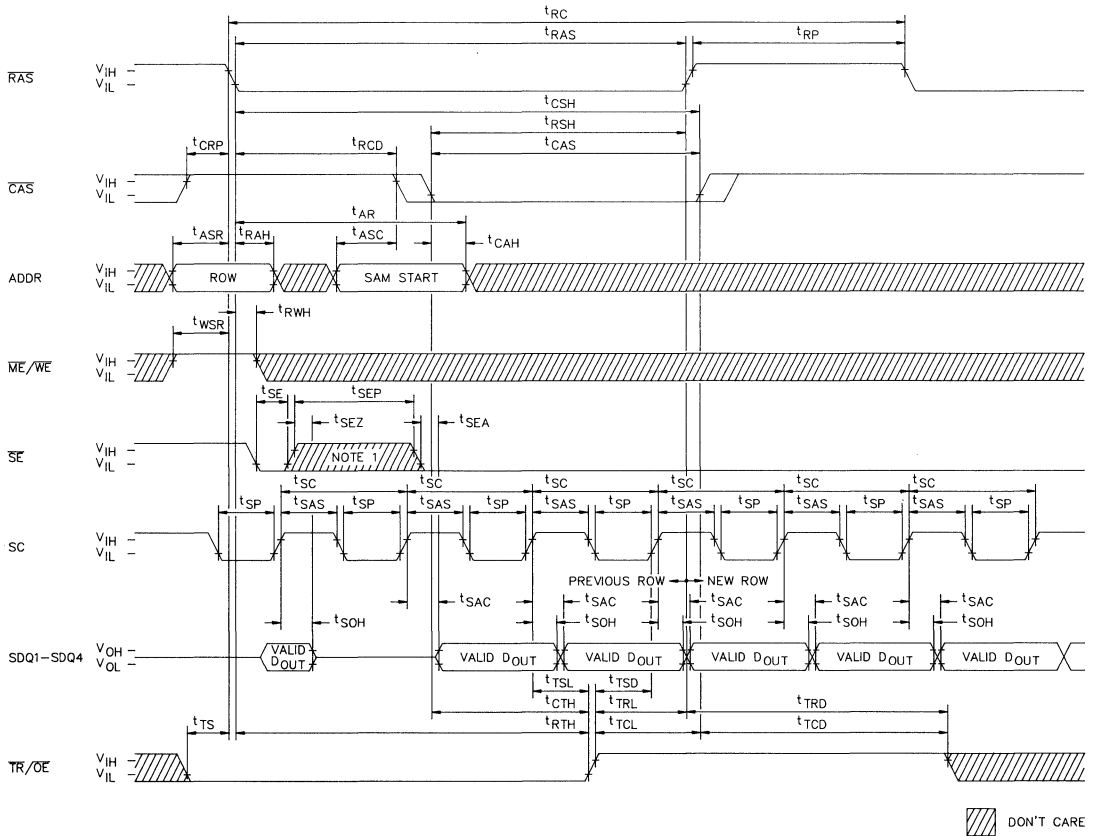 tRC
tRAS
tRP
RAS
VIH
VIL
tCSH
tRSH
tCRP
tRCD
tCAS
CAS
VIH
VIL
tAR
tASR
tRAH
tASC
tCAH
ADDR
VIH
VIL
ROW
SAM START
tRWH
tWSR
ME/WE
VIH
VIL
tSE
tSEP
tSEZ
tSEA
SE
VIH
VIL
NOTE 1
tSC tSC tSC tSC tSC tSC
tSP tSAS tSP tSAS tSP tSAS tSP tSAS tSP tSAS tSP tSAS tSP
SC
VIH
VIL
PREVIOUS ROW NEW ROW
tSAC tSAC tSAC tSAC tSAC
tSOH tSOH tSOH tSOH tSOH
SDQ1-SDQ4
VOH
VOL
VALID DOUT VALID DOUT VALID DOUT VALID DOUT VALID DOUT VALID DOUT
tTSL tTSD
tCTH tTRL tTRD
tTS tRTH tTCL tTCD
TR/OE
VIH
VIL
DON'T CARE